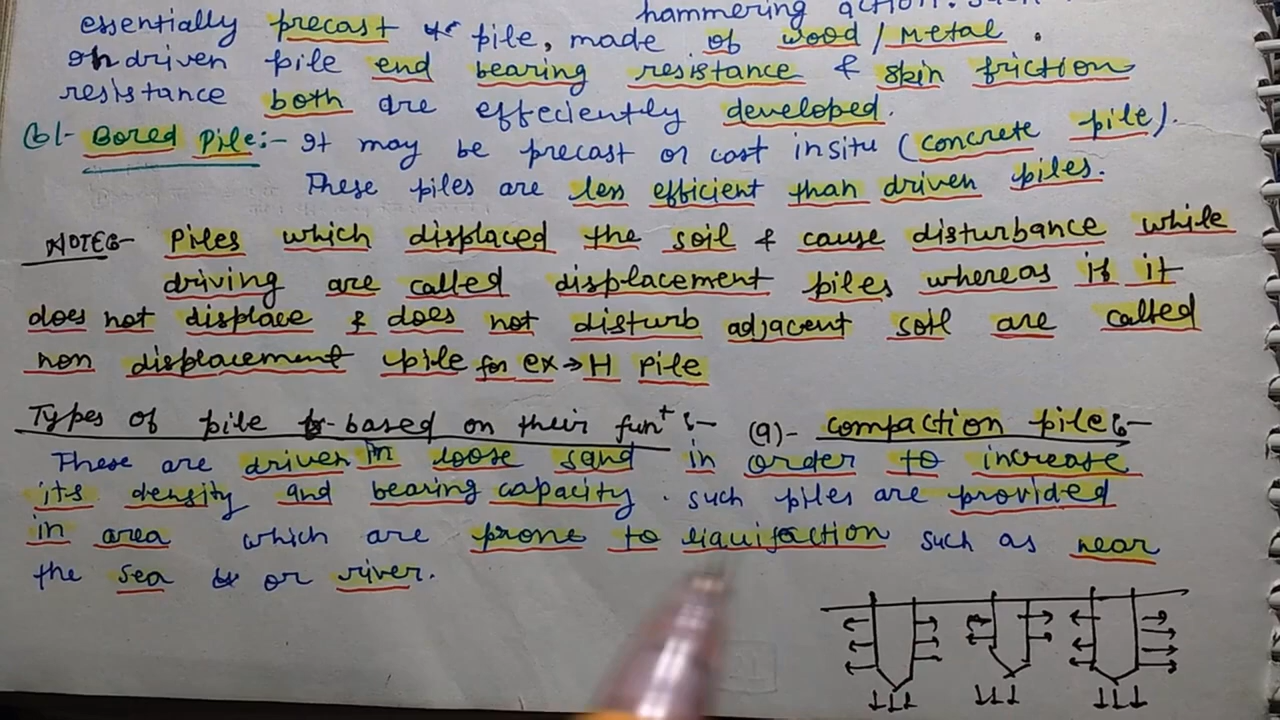 hammering action. such
essentially precast pile, made of wood / Metal.
on driven pile end bearing resistance & skin friction
resistance both are effeciently developed.
(b)- Bored Pile:- It may be precast or cast insitu (concrete pile).
These piles are less efficient than driven piles.
NOTE:- Piles which displaced the soil & cause disturbance while
driving are called displacement piles whereas if it
does not displace & does not disturb adjacent soil are called
non displacement pile for ex→H Pile
Types of pile based on their funⁿ:- (a)- compaction pile:-
These are driven in loose sand in order to increase
its density and bearing capacity. such piles are provided
in area which are prone to liquifaction such as near
the sea or river.